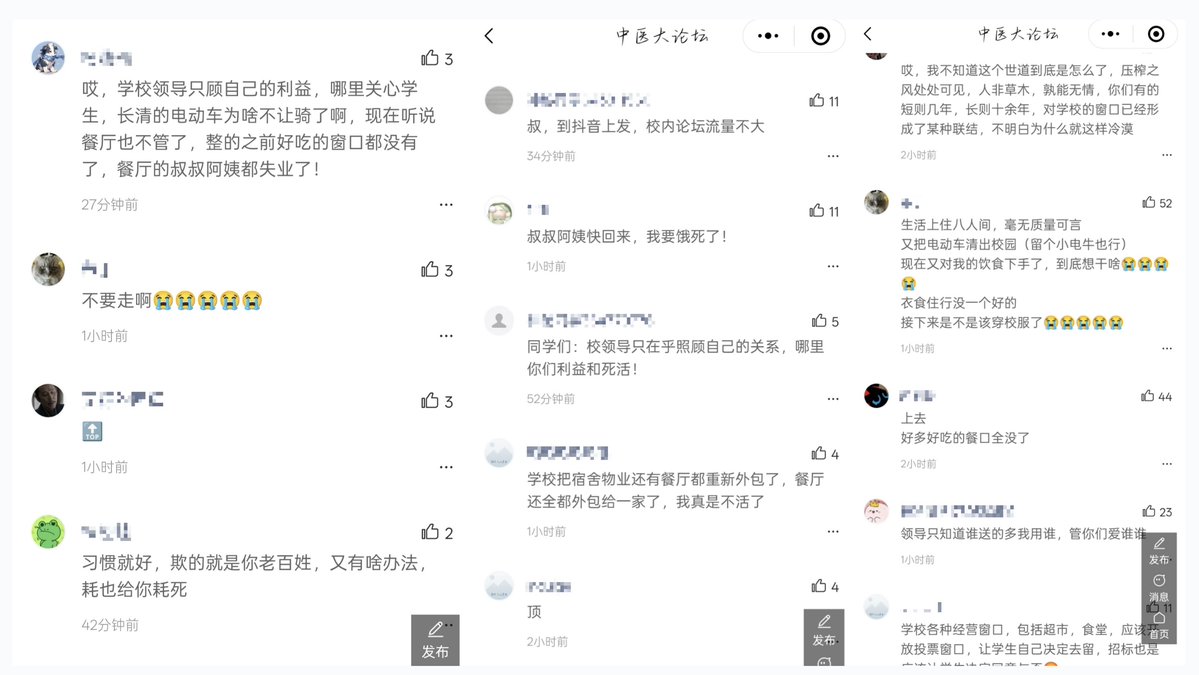 3
哎，学校领导只顾自己的利益，哪里关心学
生，长清的电动车为啥不让骑了啊，现在听说
餐厅也不管了，整的之前好吃的窗口都没有
了，餐厅的叔叔阿姨都失业了！
27分钟前
3
不要走啊😭😭😭😭😭
1小时前
3
🔝
1小时前
2
习惯就好，欺的就是你老百姓，又有啥办法，
耗也给你耗死
42分钟前
发布
中医大论坛
11
叔，到抖音上发，校内论坛流量不大
34分钟前
11
叔叔阿姨快回来，我要饿死了！
1小时前
5
同学们：校领导只在乎照顾自己的关系，哪里
你们利益和死活！
52分钟前
4
学校把宿舍物业还有餐厅都重新外包了，餐厅
还全都外包给一家了，我真是不活了
1小时前
4
顶
2小时前
发布
中医大论坛
哎，我不知道这个世道到底是怎么了，压榨之
风处处可见，人非草木，孰能无情，你们有的
短则几年，长则十余年，对学校的窗口已经形
成了某种联结，不明白为什么就这样冷漠
2小时前
52
生活上住八人间，毫无质量可言
又把电动车清出校园（留个小电牛也行）
现在又对我的饮食下手了，到底想干啥😭😭😭
😭
衣食住行没一个好的
接下来是不是该穿校服了😭😭😭😭😭
1小时前
44
上去
好多好吃的餐口全没了
2小时前
23
领导只知道谁送的多我用谁，管你们爱谁谁
1小时前
11
学校各种经营窗口，包括超市，食堂，应该开
放投票窗口，让学生自己决定去留，招标也是
应该让学生决定同意与否
发布
消息
首页